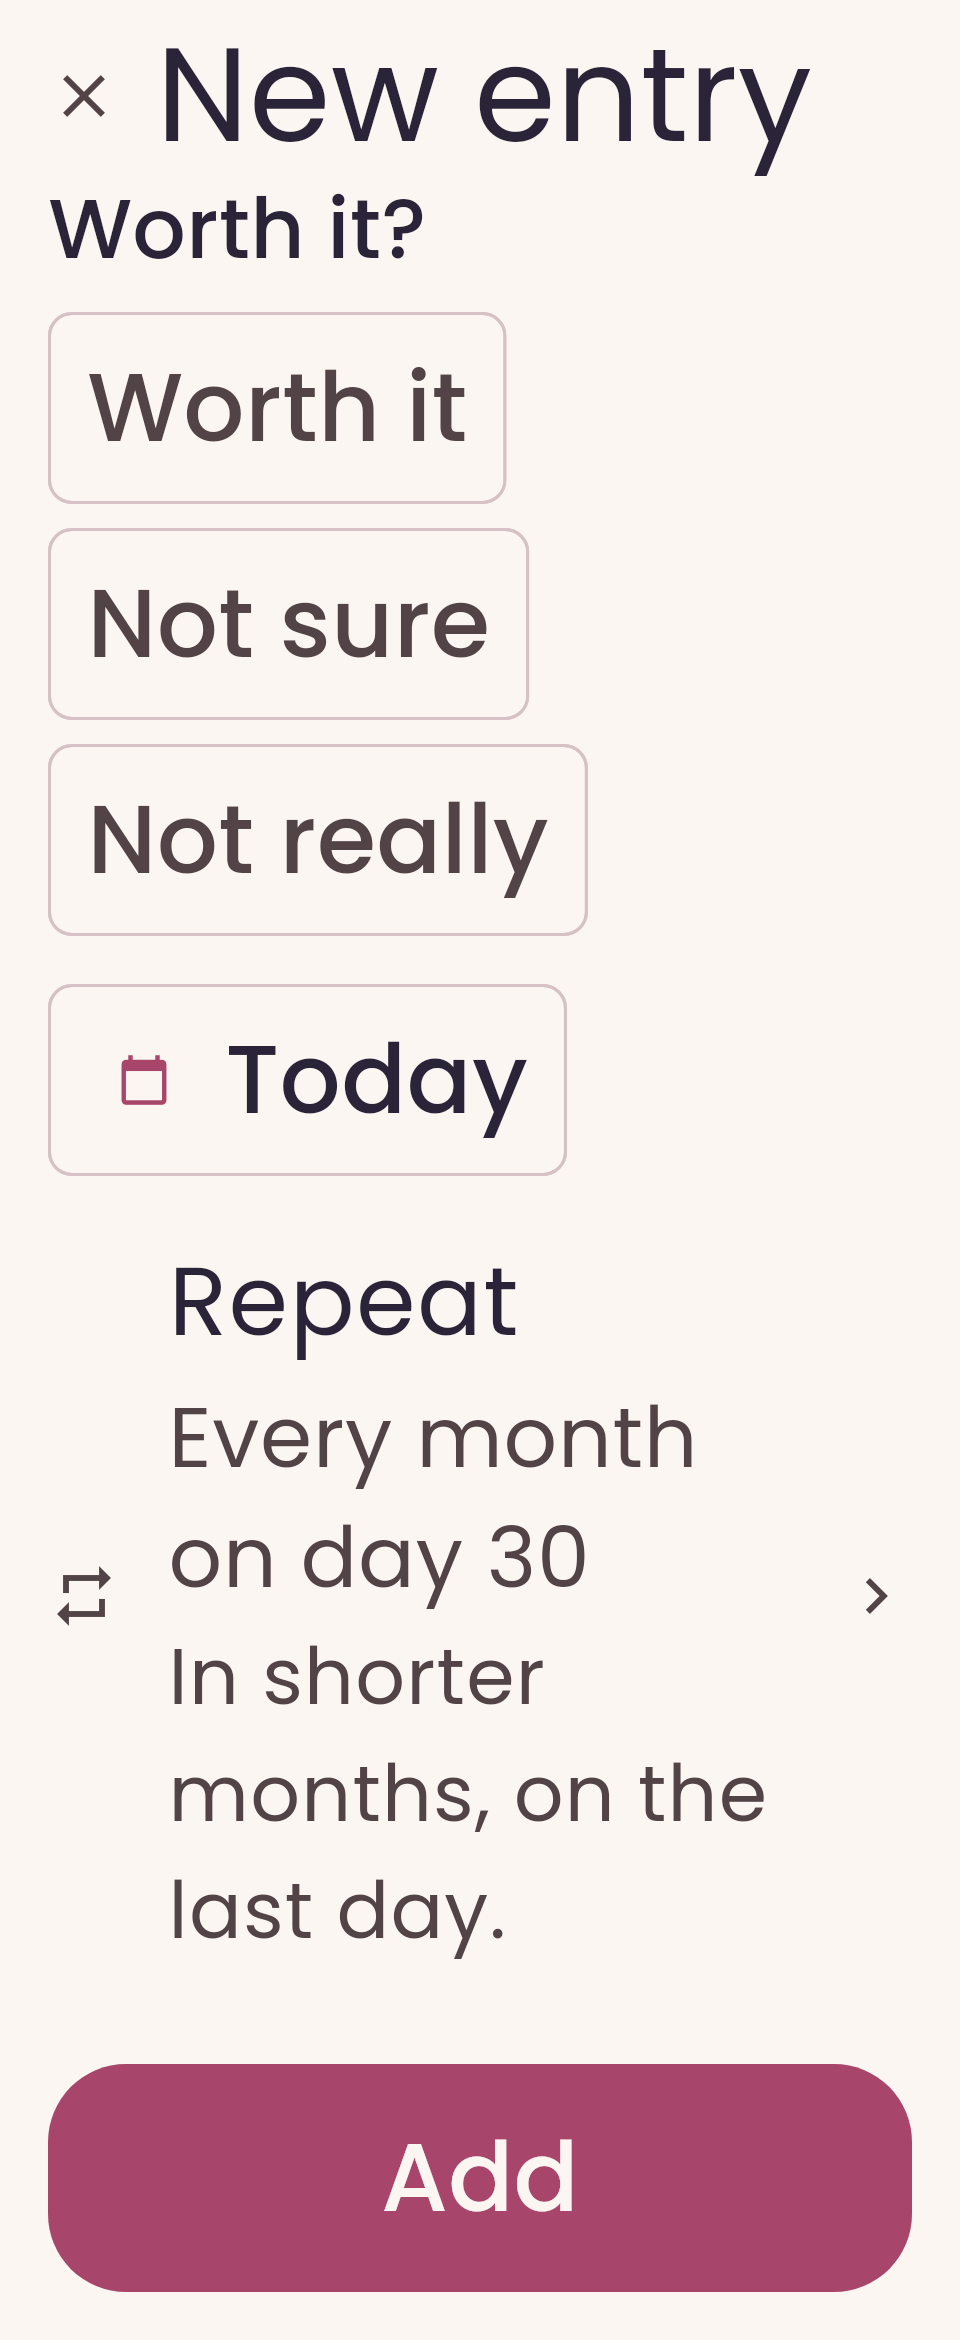 New entry
Worth it?
Worth it
Not sure
Not really
Today
Repeat
Every month
on day 30
In shorter
months, on the
last day.
Add